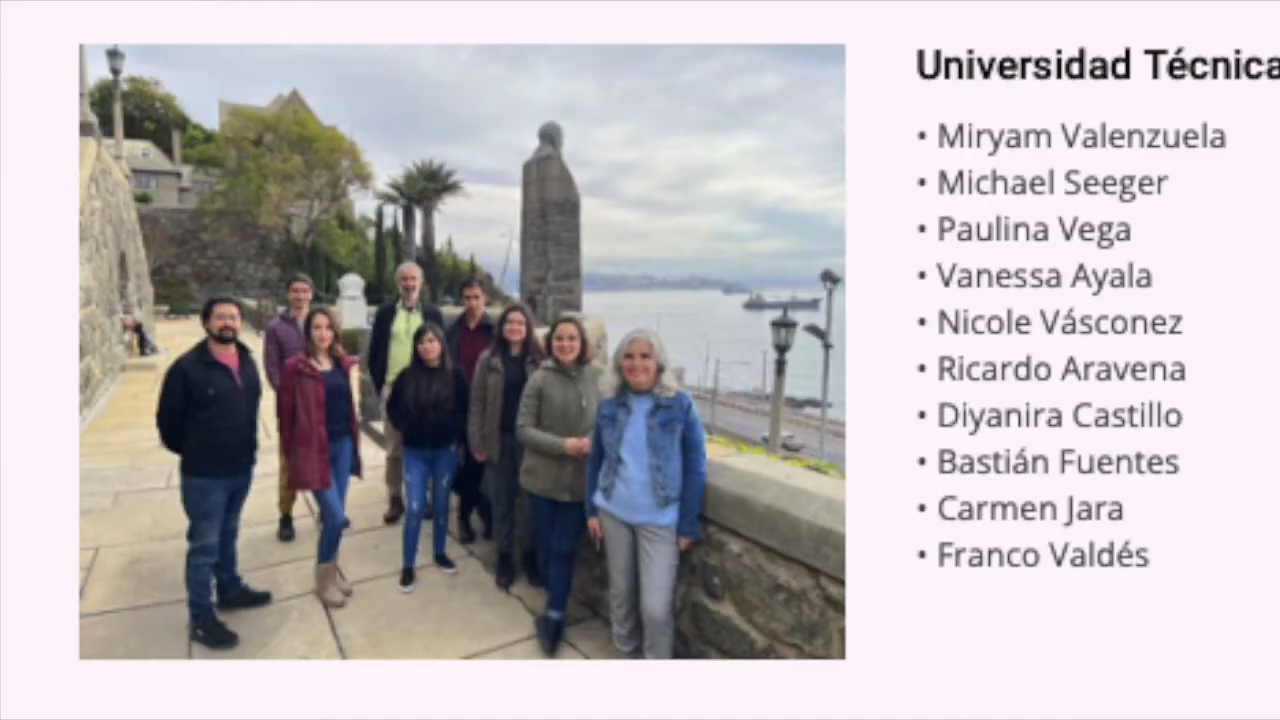 Universidad Técnica
• Miryam Valenzuela
• Michael Seeger
• Paulina Vega
• Vanessa Ayala
• Nicole Vásconez
• Ricardo Aravena
• Diyanira Castillo
• Bastián Fuentes
• Carmen Jara
• Franco Valdés